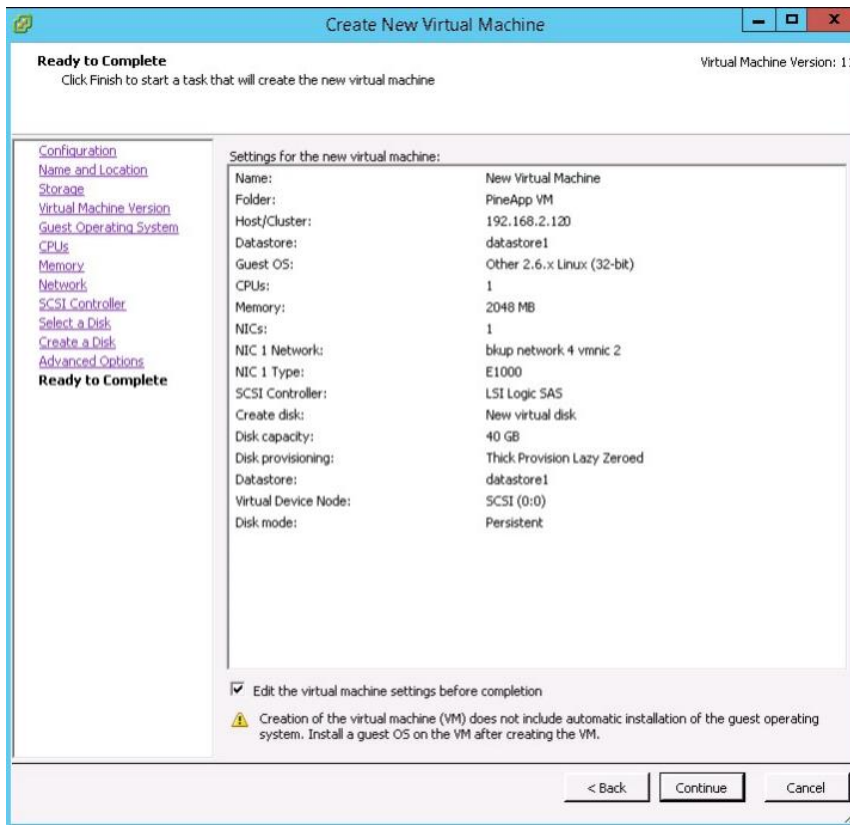 Create New Virtual Machine
Ready to Complete
Click Finish to start a task that will create the new virtual machine
Virtual Machine Version: 1
Configuration
Name and Location
Storage
Virtual Machine Version
Guest Operating System
CPUs
Memory
Network
SCSI Controller
Select a Disk
Create a Disk
Advanced Options
Ready to Complete
Settings for the new virtual machine:
Name: New Virtual Machine
Folder: PineApp VM
Host/Cluster: 192.168.2.120
Datastore: datastore1
Guest OS: Other 2.6.x Linux (32-bit)
CPUs: 1
Memory: 2048 MB
NICs: 1
NIC 1 Network: bkup network 4 vmnic 2
NIC 1 Type: E1000
SCSI Controller: LSI Logic SAS
Create disk: New virtual disk
Disk capacity: 40 GB
Disk provisioning: Thick Provision Lazy Zeroed
Datastore: datastore1
Virtual Device Node: SCSI (0:0)
Disk mode: Persistent
Edit the virtual machine settings before completion
Creation of the virtual machine (VM) does not include automatic installation of the guest operating
system. Install a guest OS on the VM after creating the VM.
< Back Continue Cancel